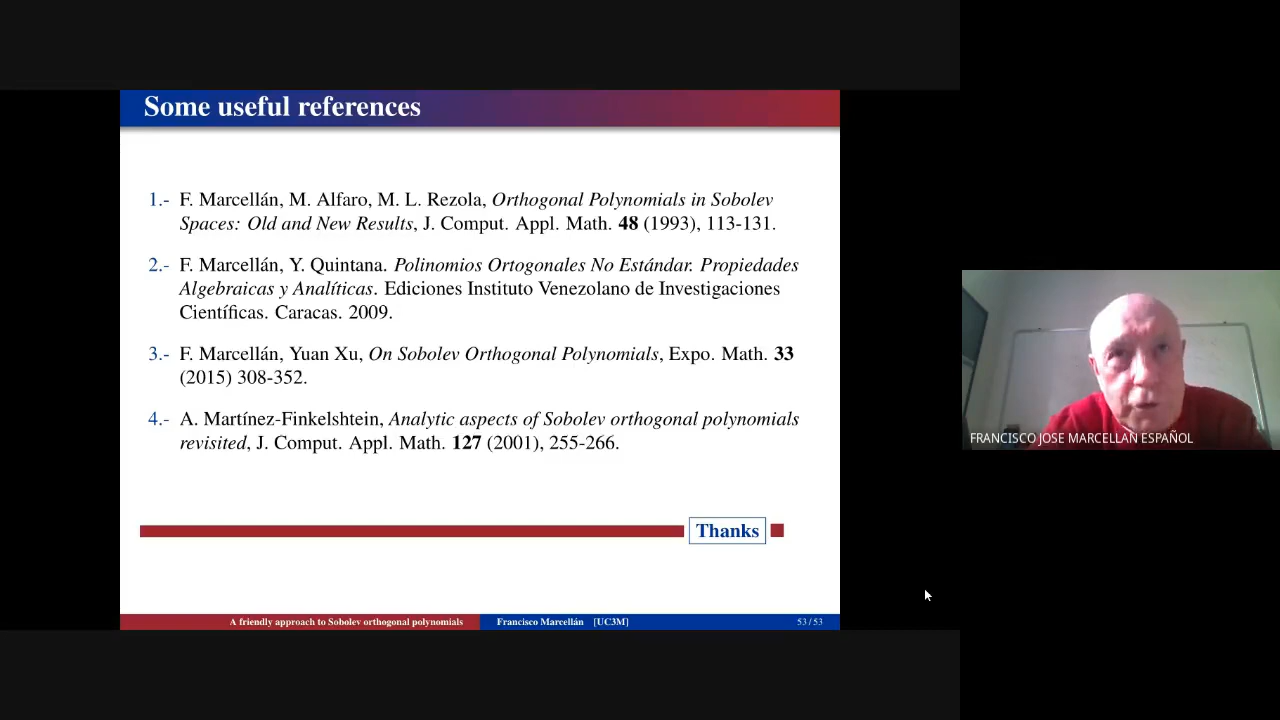 Some useful references
1.- F. Marcellán, M. Alfaro, M. L. Rezola, Orthogonal Polynomials in Sobolev
Spaces: Old and New Results, J. Comput. Appl. Math. 48 (1993), 113-131.
2.- F. Marcellán, Y. Quintana. Polinomios Ortogonales No Estándar. Propiedades
Algebraicas y Analíticas. Ediciones Instituto Venezolano de Investigaciones
Científicas. Caracas. 2009.
3.- F. Marcellán, Yuan Xu, On Sobolev Orthogonal Polynomials, Expo. Math. 33
(2015) 308-352.
4.- A. Martínez-Finkelshtein, Analytic aspects of Sobolev orthogonal polynomials
revisited, J. Comput. Appl. Math. 127 (2001), 255-266.
Thanks
A friendly approach to Sobolev orthogonal polynomials Francisco Marcellán [UC3M] 53 / 53
FRANCISCO JOSE MARCELLAN ESPAÑOL